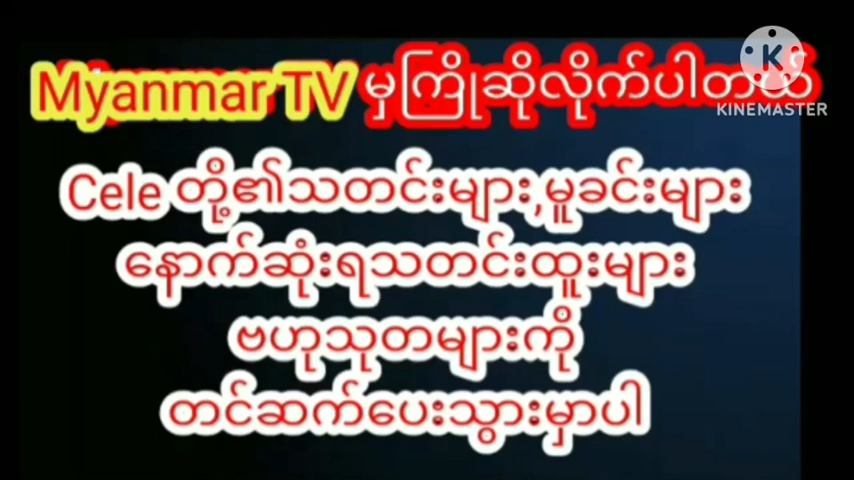 Myanmar TV မှကြိုဆိုလိုက်ပါတယ်
KINEMASTER
Cele တို့၏သတင်းများ,မူခင်းများ
နောက်ဆုံးရသတင်းထူးများ
ဗဟုသုတများကို
တင်ဆက်ပေးသွားမှာပါ